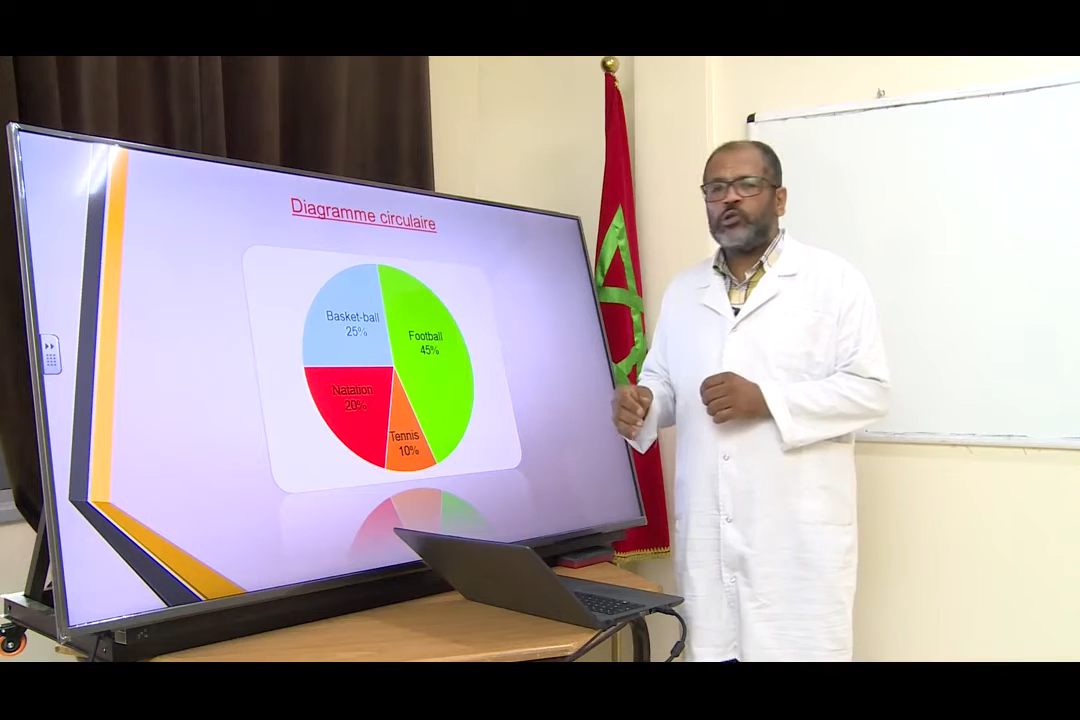 Diagramme circulaire
Basket-ball
25%
Football
45%
Natation
20%
Tennis
10%